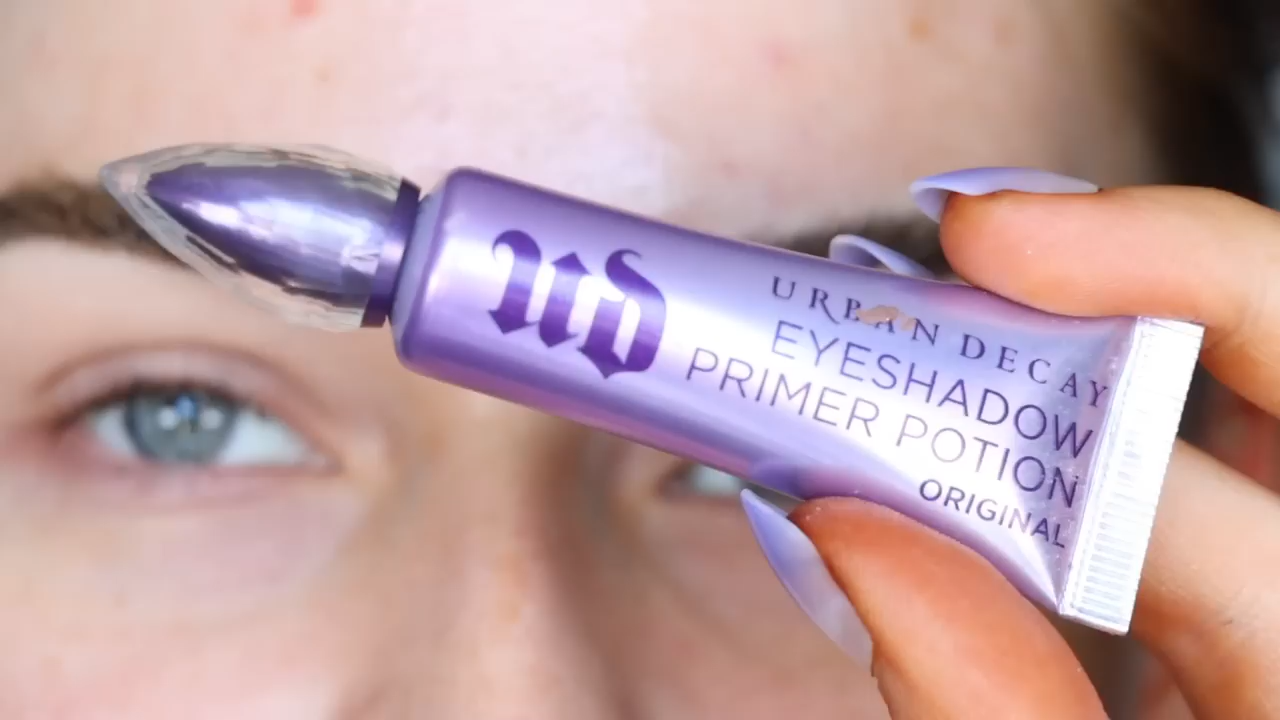 UD
URBAN DECAY
EYESHADOW
PRIMER POTION
ORIGINAL